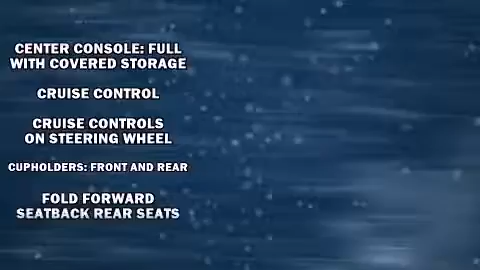 CENTER CONSOLE: FULL
WITH COVERED STORAGE
CRUISE CONTROL
CRUISE CONTROLS
ON STEERING WHEEL
CUPHOLDERS: FRONT AND REAR
FOLD FORWARD
SEATBACK REAR SEATS